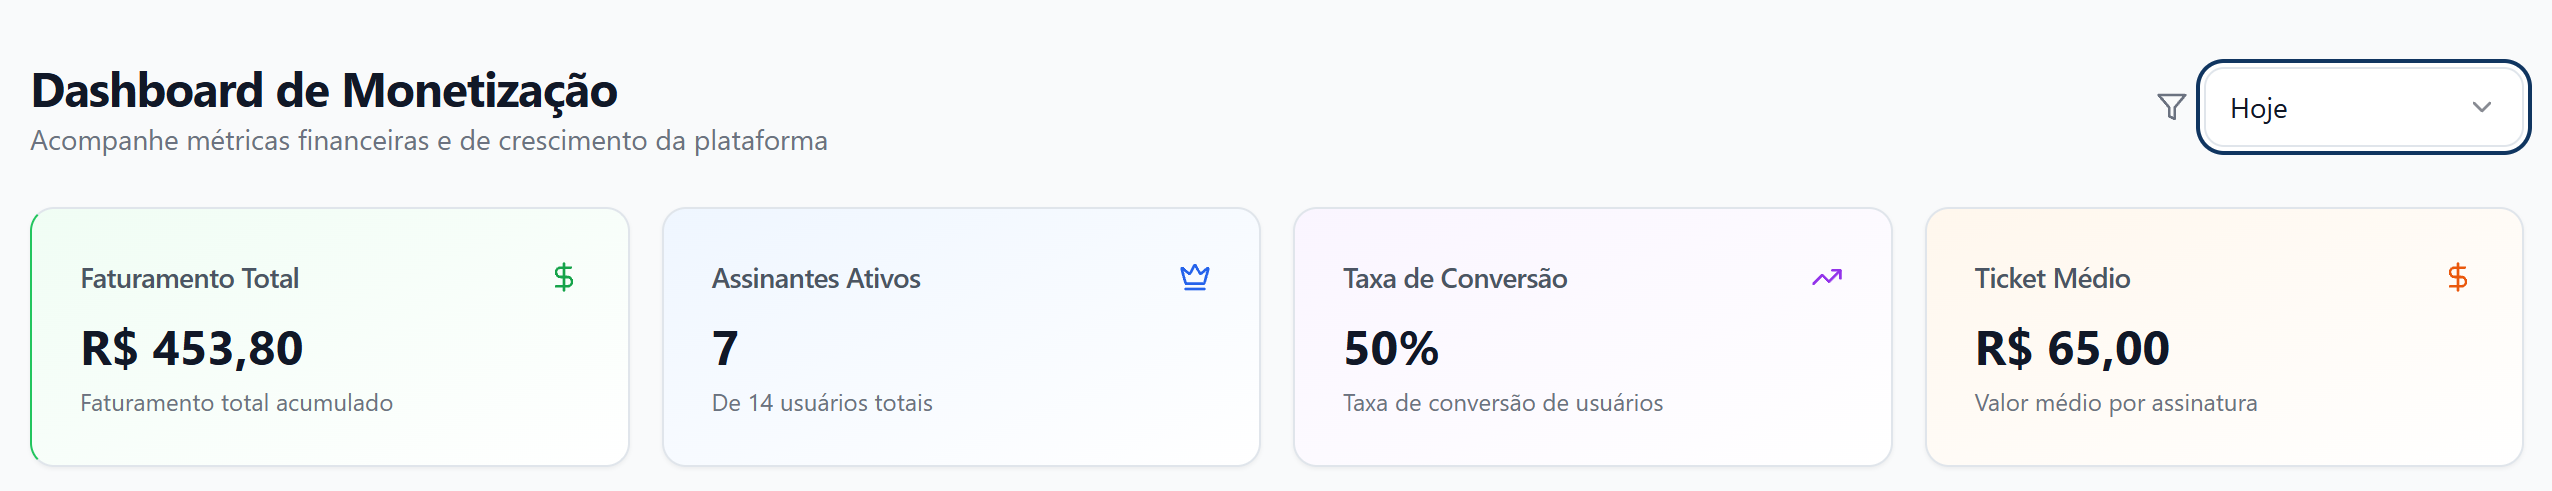 Dashboard de Monetização
Acompanhe métricas financeiras e de crescimento da plataforma
Hoje
Faturamento Total
R$ 453,80
Faturamento total acumulado
Assinantes Ativos
7
De 14 usuários totais
Taxa de Conversão
50%
Taxa de conversão de usuários
Ticket Médio
R$ 65,00
Valor médio por assinatura